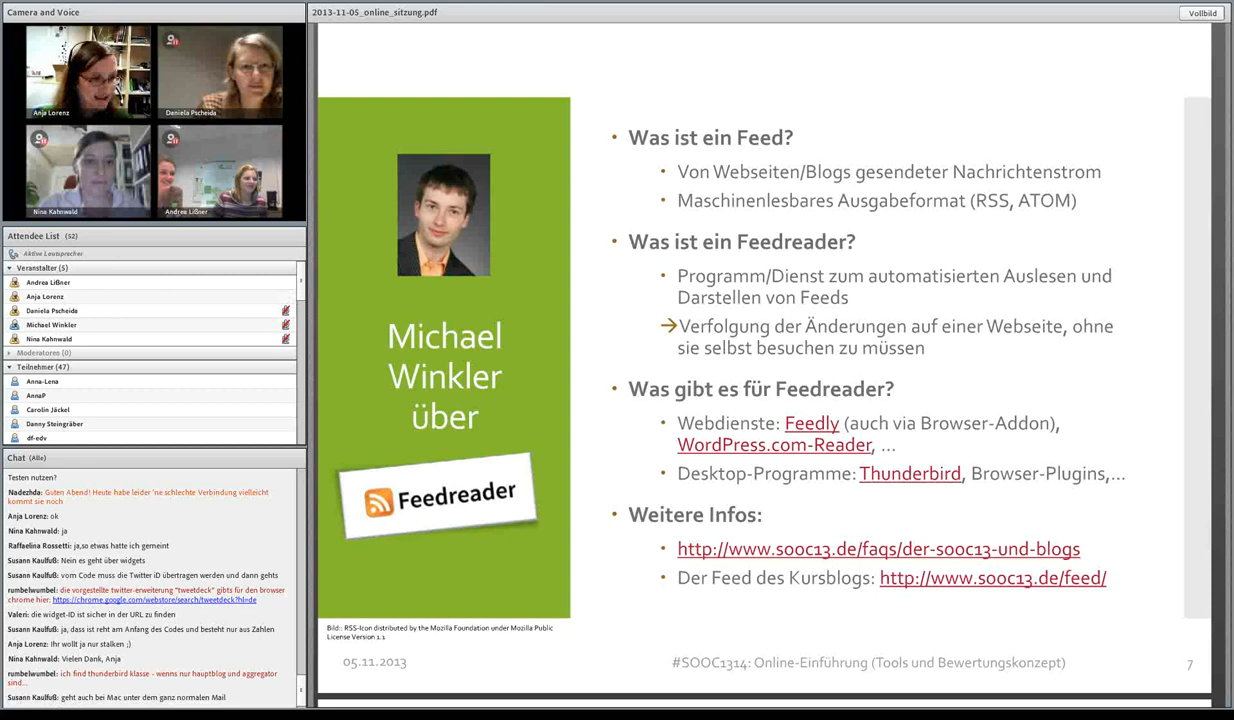 Camera and Voice
Anja Lorenz
Daniela Pscheida
Nina Kahnwald
Andrea Lißner
Attendee List (52)
Aktive Lautsprecher
Veranstalter (5)
Andrea Lißner
Anja Lorenz
Daniela Pscheida
Michael Winkler
Nina Kahnwald
Moderatoren (0)
Teilnehmer (47)
Anna-Lena
AnnaP
Carolin Jäckel
Danny Steingräber
df-edv
Chat (Alle)
Testen nutzen?
Nadezhda: Guten Abend! Heute habe leider 'ne schlechte Verbindung vielleicht
kommt sie noch
Anja Lorenz: ok
Nina Kahnwald: ja
Raffaelina Rossetti: ja,so etwas hatte ich gemeint
Susann Kaulfuß: Nein es geht über widgets
Susann Kaulfuß: vom Code muss die Twitter iD übertragen werden und dann gehts
rumbelwumbel: die vorgestellte twitter-erweiterung "tweetdeck" gibts für den browser
chrome hier: https://chrome.google.com/webstore/search/tweetdeck?hl=de
Valeri: die widget-ID ist sicher in der URL zu finden
Susann Kaulfuß: ja, dass ist reht am Anfang des Codes und besteht nur aus Zahlen
Anja Lorenz: Ihr wollt ja nur stalken ;)
Nina Kahnwald: Vielen Dank, Anja
rumbelwumbel: ich find thunderbird klasse - wenns nur hauptblog und aggregator
sind...
Susann Kaulfuß: geht auch bei Mac unter dem ganz normalen Mail
2013-11-05_online_sitzung.pdf
Vollbild
Michael
Winkler
über
Feedreader
Bild:: RSS-Icon distributed by the Mozilla Foundation under Mozilla Public
License Version 1.1
• Was ist ein Feed?
• Von Webseiten/Blogs gesendeter Nachrichtenstrom
• Maschinenlesbares Ausgabeformat (RSS, ATOM)
• Was ist ein Feedreader?
• Programm/Dienst zum automatisierten Auslesen und
Darstellen von Feeds
→Verfolgung der Änderungen auf einer Webseite, ohne
sie selbst besuchen zu müssen
• Was gibt es für Feedreader?
• Webdienste: Feedly (auch via Browser-Addon),
WordPress.com-Reader, ...
• Desktop-Programme: Thunderbird, Browser-Plugins,...
• Weitere Infos:
• http://www.sooc13.de/faqs/der-sooc13-und-blogs
• Der Feed des Kursblogs: http://www.sooc13.de/feed/
05.11.2013
#SOOC1314: Online-Einführung (Tools und Bewertungskonzept)
7